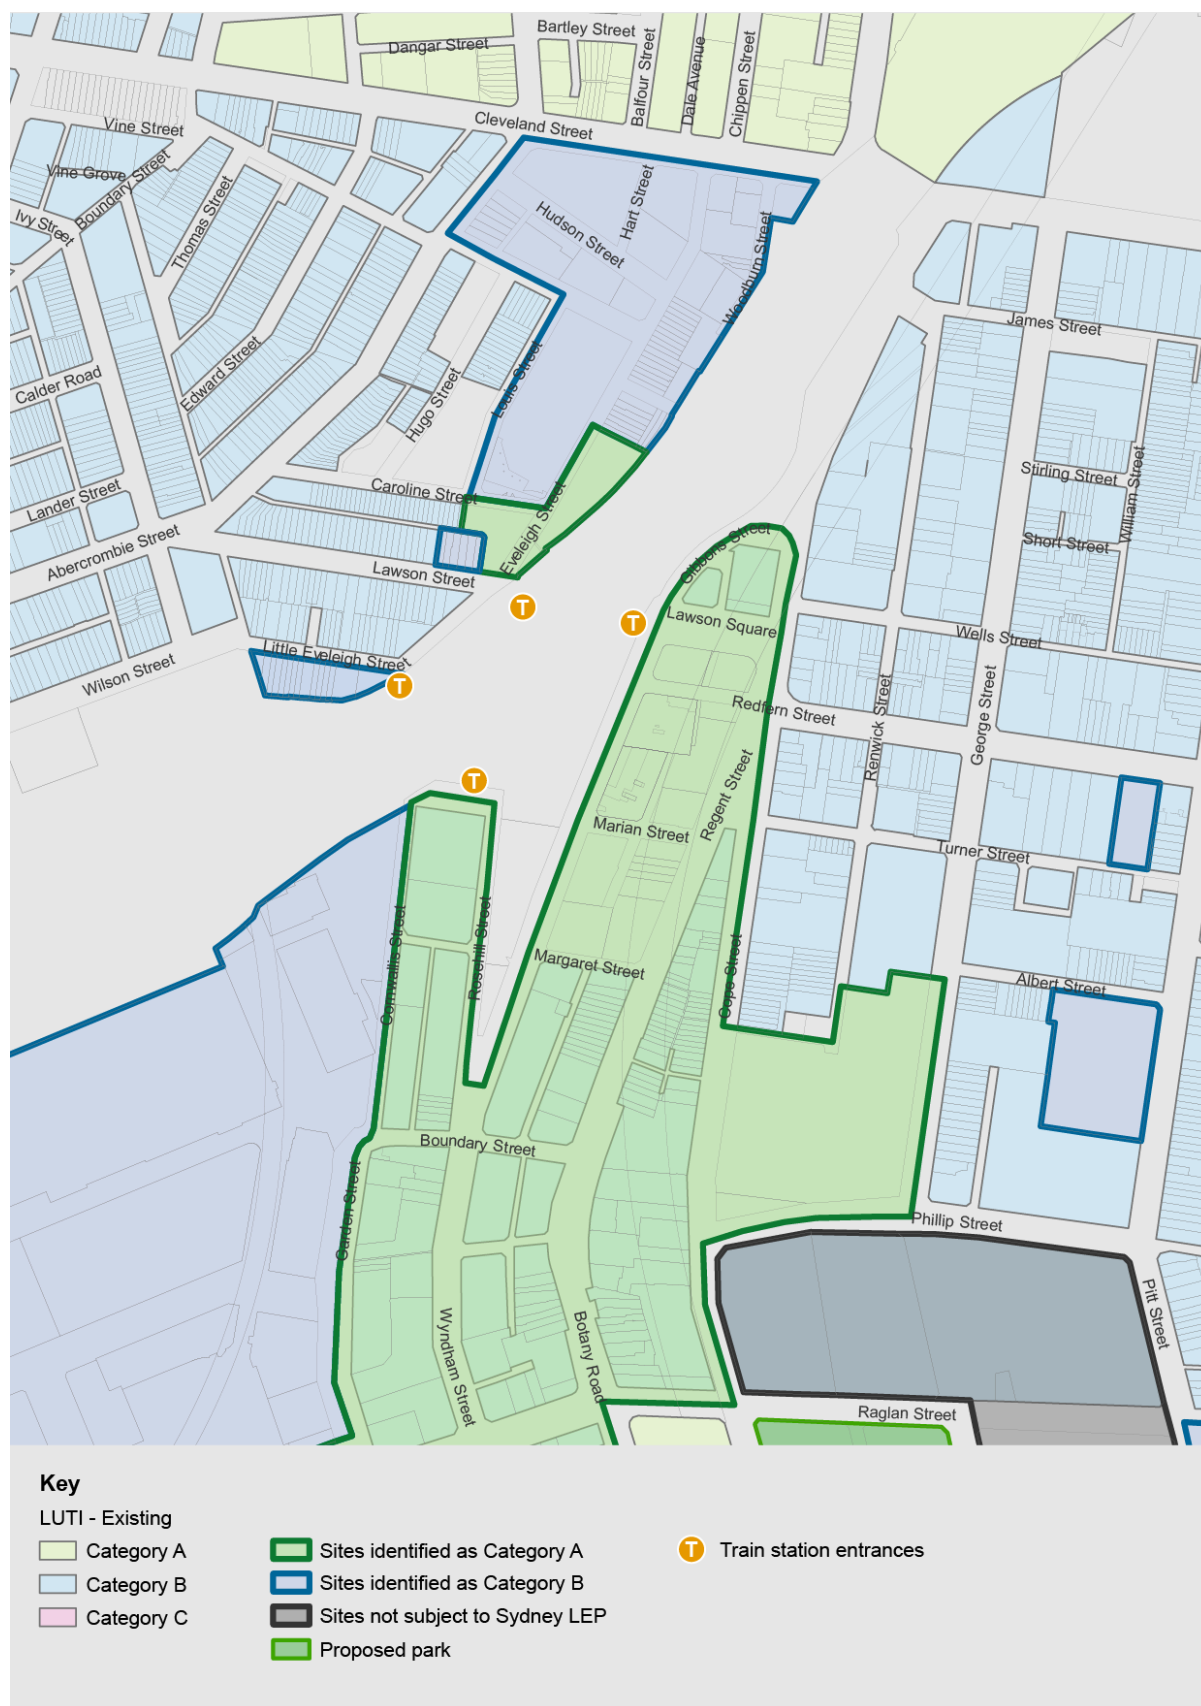 Bartley Street
Dangar Street
Balfour Street
Dale Avenue
Chippen Street
Cleveland Street
Vine Street
Vine Grove
Boundary Street
Ivy Street
Thomas Street
Hart Street
Hudson Street
Woodburn Street
James Street
Edward Street
Calder Road
Louis Street
Hugo Street
Stirling Street
William Street
Caroline Street
Lander Street
Abercrombie Street
Eveleigh Street
Short Street
Gibbons Street
Lawson Street
T
T
Lawson Square
Wells Street
Little Eveleigh Street
Wilson Street
T
George Street
Redfern Street
Renwick Street
T
Regent Street
Marian Street
Turner Street
Cornwallis Street
Rosehill Street
Margaret Street
Cope Street
Albert Street
Boundary Street
Garden Street
Phillip Street
Pitt Street
Wyndham Street
Botany Road
Raglan Street
Key
LUTI - Existing
Category A
Category B
Category C
Sites identified as Category A
Sites identified as Category B
Sites not subject to Sydney LEP
Proposed park
T Train station entrances